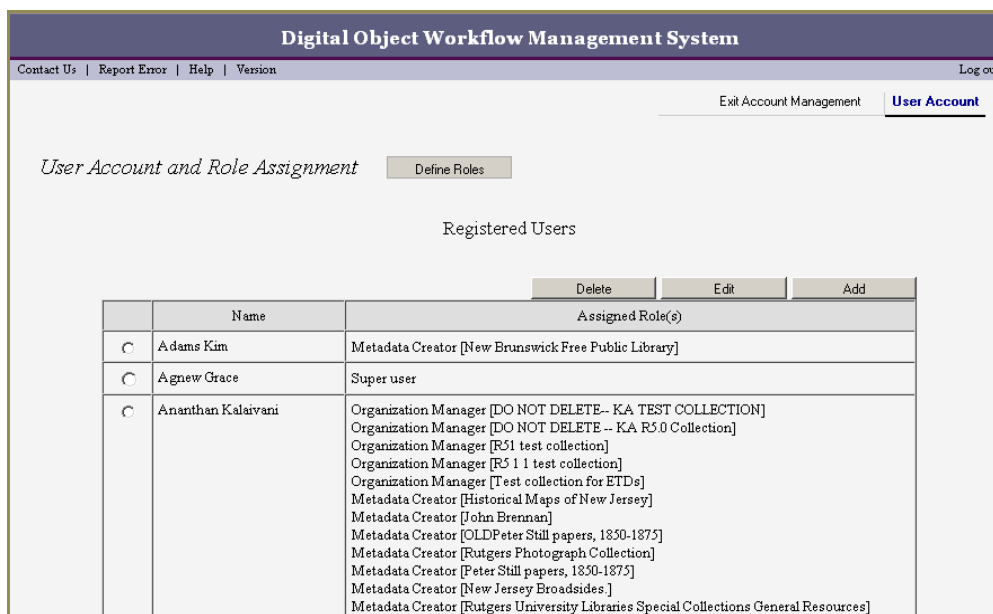 Digital Object Workflow Management System
Contact Us | Report Error | Help | Version
Log
Exit Account Management
User Account
User Account and Role Assignment
Define Roles
Registered Users
Delete
Edit
Add
Name
Assigned Role(s)
Adams Kim
Metadata Creator [New Brunswick Free Public Library]
Agnew Grace
Super user
Ananthan Kalaivani
Organization Manager [DO NOT DELETE-- KA TEST COLLECTION]
Organization Manager [DO NOT DELETE -- KA R5.0 Collection]
Organization Manager [R51 test collection]
Organization Manager [R5 1 1 test collection]
Organization Manager [Test collection for ETDs]
Metadata Creator [Historical Maps of New Jersey]
Metadata Creator [John Brennan]
Metadata Creator [OLDPeter Still papers, 1850-1875]
Metadata Creator [Rutgers Photograph Collection]
Metadata Creator [Peter Still papers, 1850-1875]
Metadata Creator [New Jersey Broadsides.]
Metadata Creator [Rutgers University Libraries Special Collections General Resources]